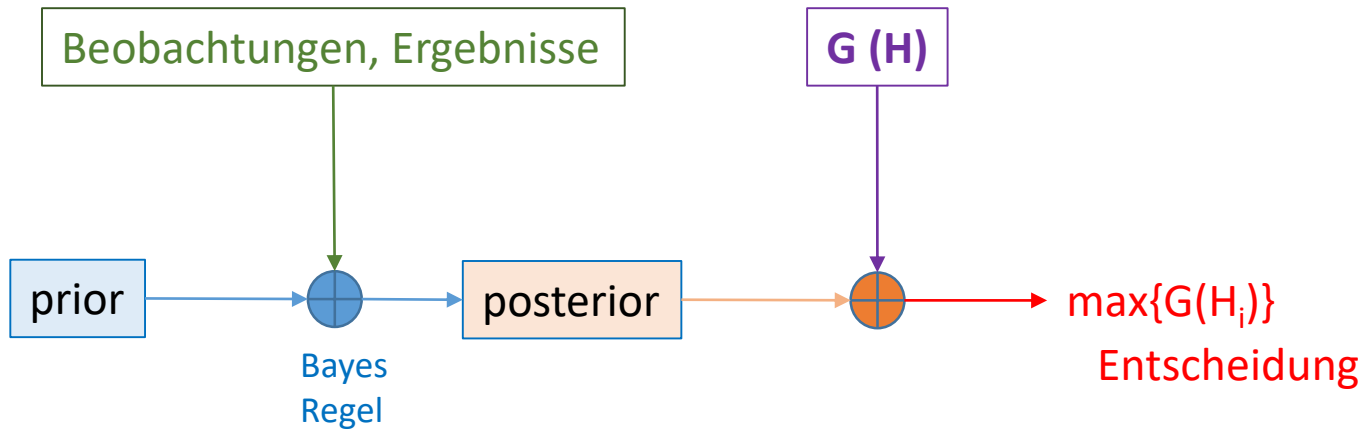 Beobachtungen, Ergebnisse
G (H)
prior
posterior
max{G(Hᵢ)}
Entscheidung
Bayes
Regel